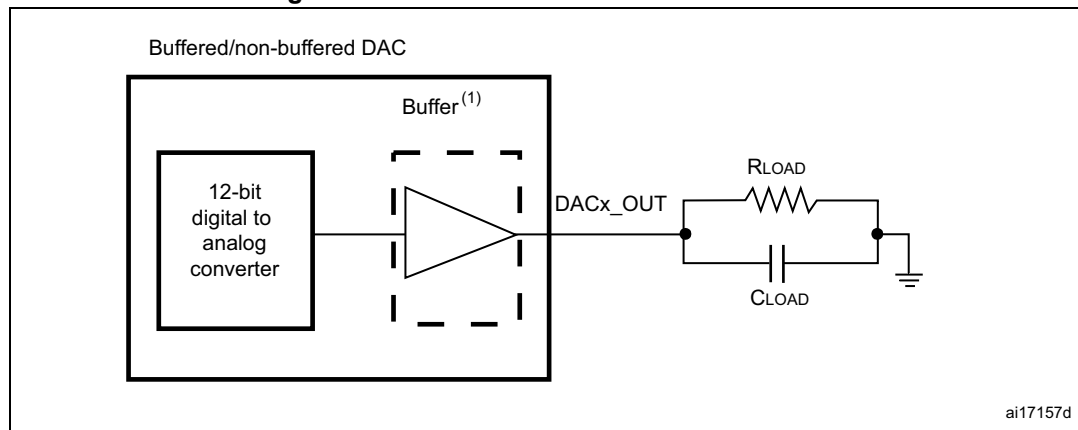 Buffered/non-buffered DAC
Buffer(1)
12-bit
digital to
analog
converter
DACx_OUT
RLOAD
CLOAD
ai17157d